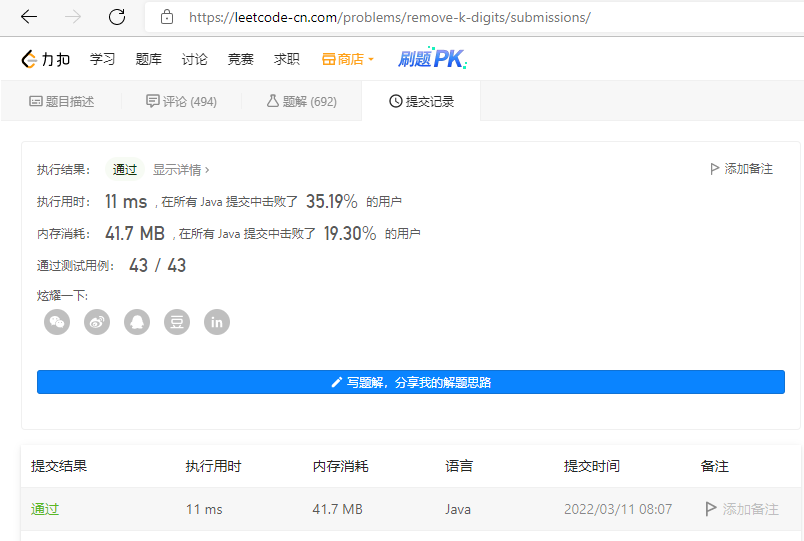 https://leetcode-cn.com/problems/remove-k-digits/submissions/
力扣 学习 题库 讨论 竞赛 求职 商店 刷题PK
题目描述 评论 (494) 题解 (692) 提交记录
执行结果: 通过 显示详情 > 添加备注
执行用时: 11 ms , 在所有 Java 提交中击败了 35.19% 的用户
内存消耗: 41.7 MB , 在所有 Java 提交中击败了 19.30% 的用户
通过测试用例: 43 / 43
炫耀一下:
豆 in
写题解, 分享我的解题思路
提交结果 执行用时 内存消耗 语言 提交时间 备注
通过 11 ms 41.7 MB Java 2022/03/11 08:07 添加备注